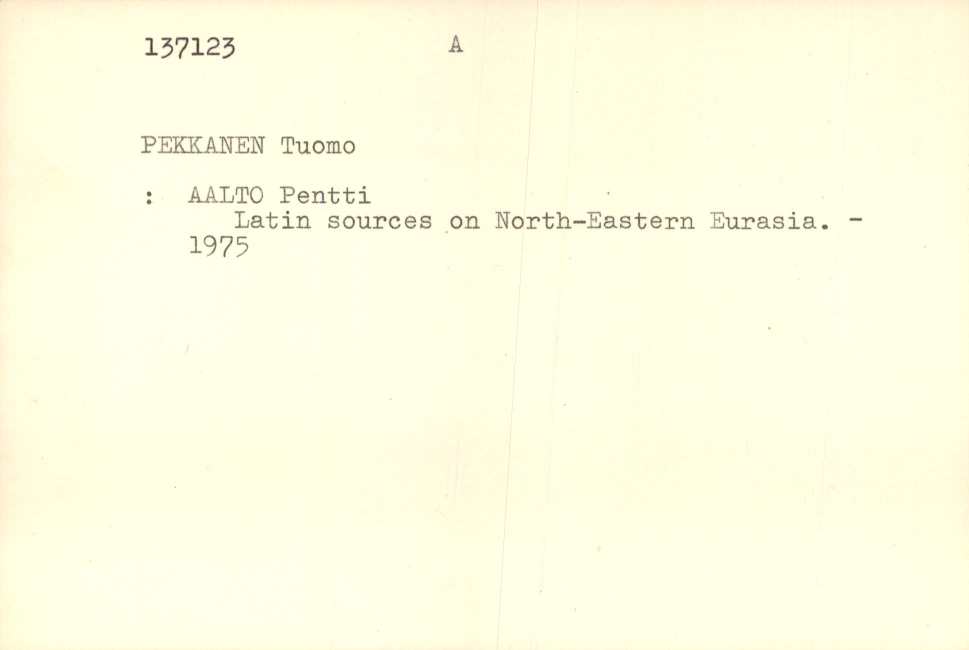 137123 A
PEKKANEN Tuomo
: AALTO Pentti
Latin sources on North-Eastern Eurasia. -
1975